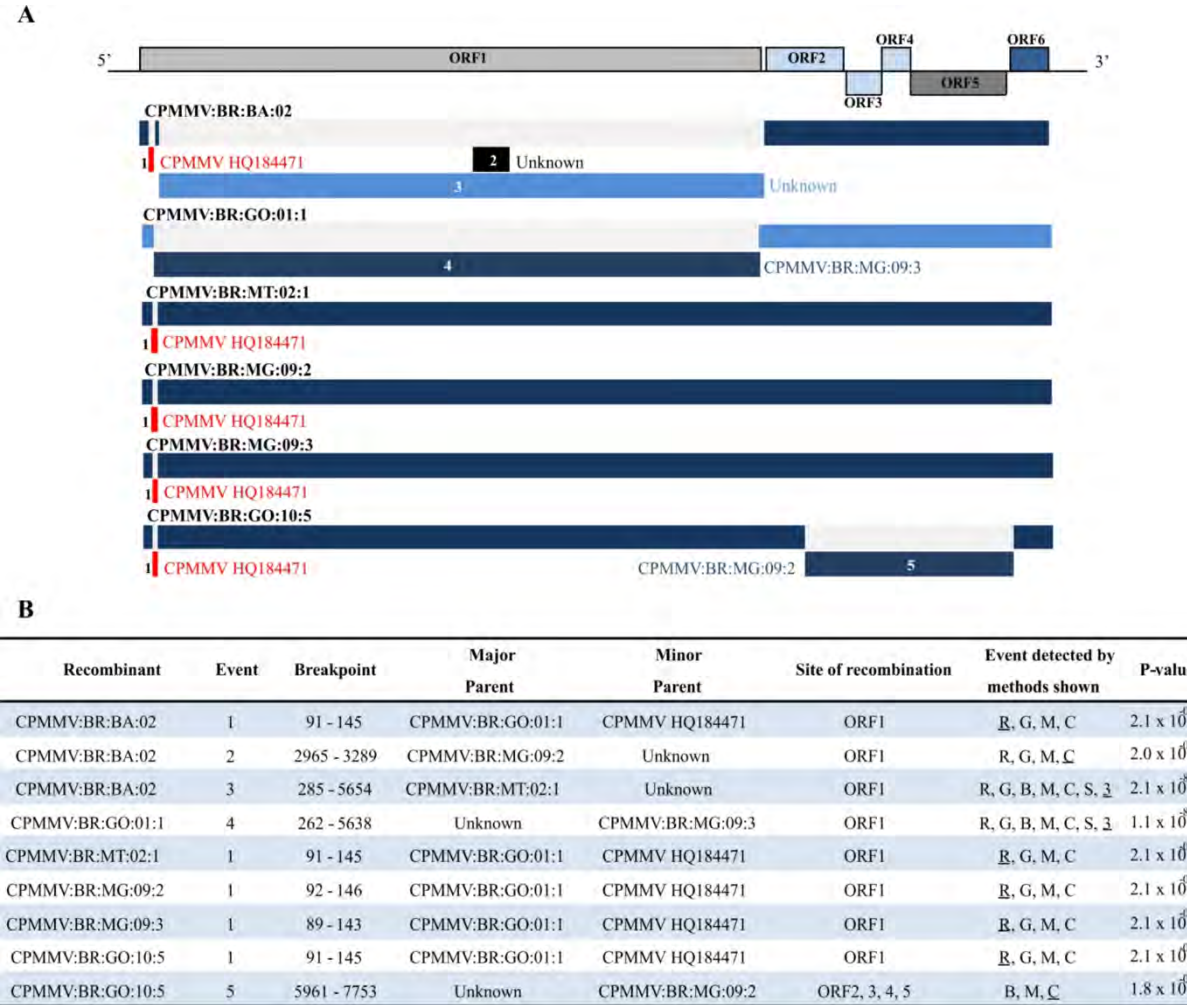 A
5’ ORF1 ORF2 ORF3 ORF4 ORF5 ORF6 3’
CPMMV:BR:BA:02
1 CPMMV HQ184471 2 Unknown
3 Unknown
CPMMV:BR:GO:01:1
4 CPMMV:BR:MG:09:3
CPMMV:BR:MT:02:1
1 CPMMV HQ184471
CPMMV:BR:MG:09:2
1 CPMMV HQ184471
CPMMV:BR:MG:09:3
1 CPMMV HQ184471
CPMMV:BR:GO:10:5
1 CPMMV HQ184471 CPMMV:BR:MG:09:2 5
B
Recombinant Event Breakpoint Major Parent Minor Parent Site of recombination Event detected by methods shown P-valu
CPMMV:BR:BA:02 1 91 - 145 CPMMV:BR:GO:01:1 CPMMV HQ184471 ORF1 R, G, M, C 2.1 x 10
CPMMV:BR:BA:02 2 2965 - 3289 CPMMV:BR:MG:09:2 Unknown ORF1 R, G, M, C 2.0 x 10
CPMMV:BR:BA:02 3 285 - 5654 CPMMV:BR:MT:02:1 Unknown ORF1 R, G, B, M, C, S, 3 2.1 x 10
CPMMV:BR:GO:01:1 4 262 - 5638 Unknown CPMMV:BR:MG:09:3 ORF1 R, G, B, M, C, S, 3 1.1 x 10
CPMMV:BR:MT:02:1 1 91 - 145 CPMMV:BR:GO:01:1 CPMMV HQ184471 ORF1 R, G, M, C 2.1 x 10
CPMMV:BR:MG:09:2 1 92 - 146 CPMMV:BR:GO:01:1 CPMMV HQ184471 ORF1 R, G, M, C 2.1 x 10
CPMMV:BR:MG:09:3 1 89 - 143 CPMMV:BR:GO:01:1 CPMMV HQ184471 ORF1 R, G, M, C 2.1 x 10
CPMMV:BR:GO:10:5 1 91 - 145 CPMMV:BR:GO:01:1 CPMMV HQ184471 ORF1 R, G, M, C 2.1 x 10
CPMMV:BR:GO:10:5 5 5961 - 7753 Unknown CPMMV:BR:MG:09:2 ORF2, 3, 4, 5 B, M, C 1.8 x 10